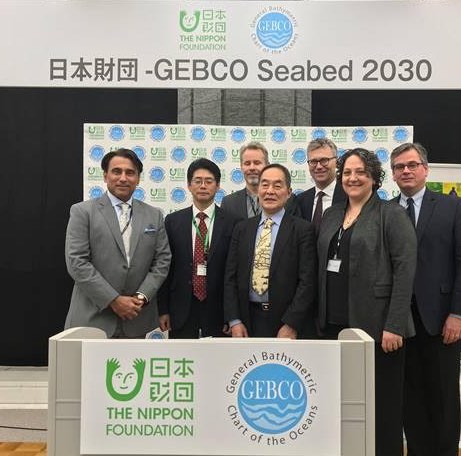 日本
財団
THE NIPPON
FOUNDATION
General Bathymetric
GEBCO
Chart of the Oceans
日本財団 -GEBCO Seabed 2030
日本
財団
THE NIPPON
FOUNDATION
General Bathymetric
GEBCO
Chart of the Oceans